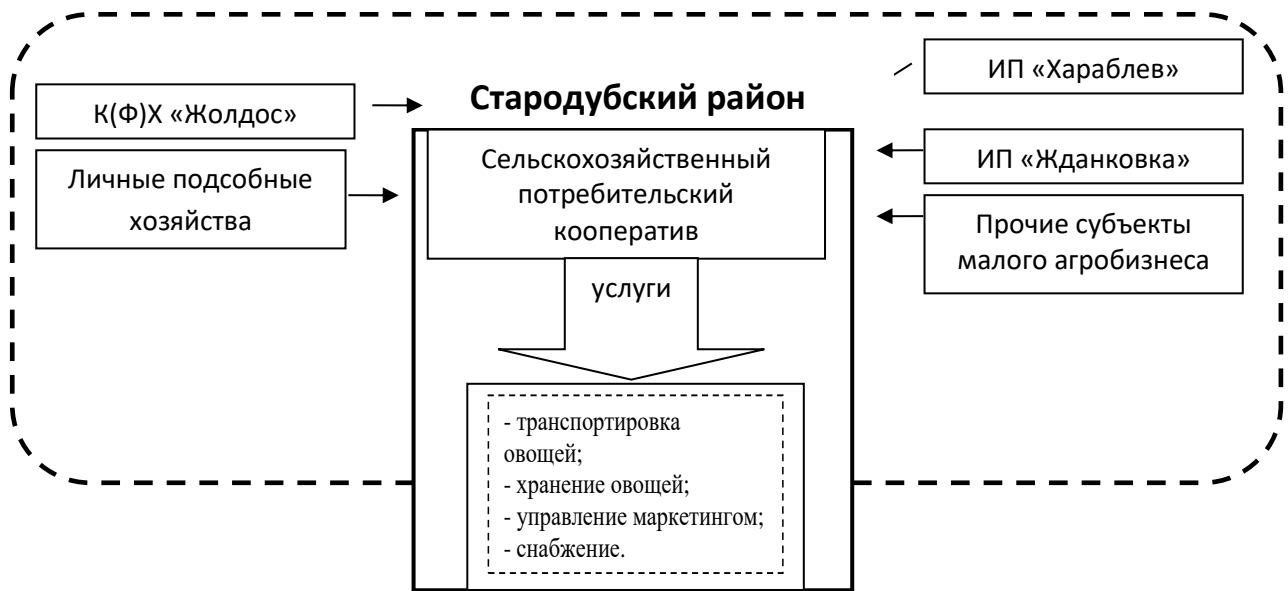 Стародубский район
К(Ф)Х «Жолдос»
Личные подсобные
хозяйства
Сельскохозяйственный
потребительский
кооператив
услуги
- транспортировка
овощей;
- хранение овощей;
- управление маркетингом;
- снабжение.
ИП «Хараблев»
ИП «Жданковка»
Прочие субъекты
малого агробизнеса